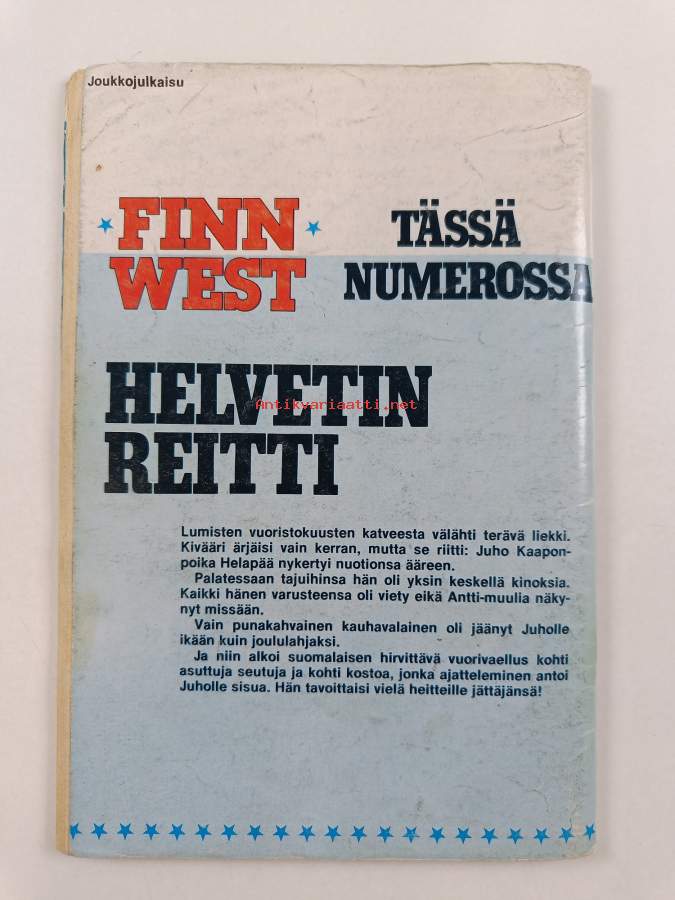 Joukkojulkaisu
FINN
WEST
TÄSSÄ
NUMEROSSA
HELVETIN
Antikvariaatti.net
REITTI
Lumisten vuoristokuusten katveesta välähti terävä liekki.
Kivääri ärjäisi vain kerran, mutta se riitti: Juho Kaapon-
poika Helapää nykertyi nuotionsa ääreen.
Palatessaan tajuihinsa hän oli yksin keskellä kinoksia.
Kaikki hänen varusteensa oli viety eikä Antti-muulia näky-
nyt missään.
Vain punakahvainen kauhavalainen oli jäänyt Juholle
ikään kuin joululahjaksi.
Ja niin alkoi suomalaisen hirvittävä vuorivaellus kohti
asuttuja seutuja ja kohti kostoa, jonka ajatteleminen antoi
Juholle sisua. Hän tavoittaisi vielä heitteille jättäjänsä!